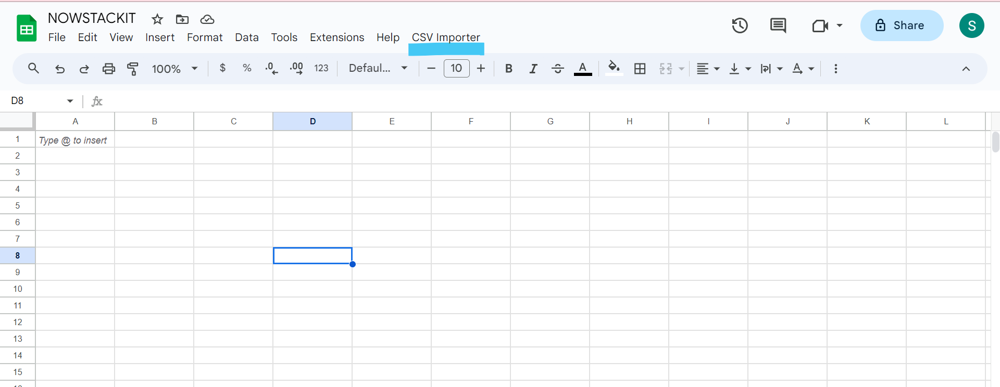 NOWSTACKIT
File Edit View Insert Format Data Tools Extensions Help CSV Importer
Share
S
100% $ % .0 .00 123 Defaul... 10 B I S A A
D8 fx
A B C D E F G H I J K L
1 Type @ to insert
2
3
4
5
6
7
8
9
10
11
12
13
14
15